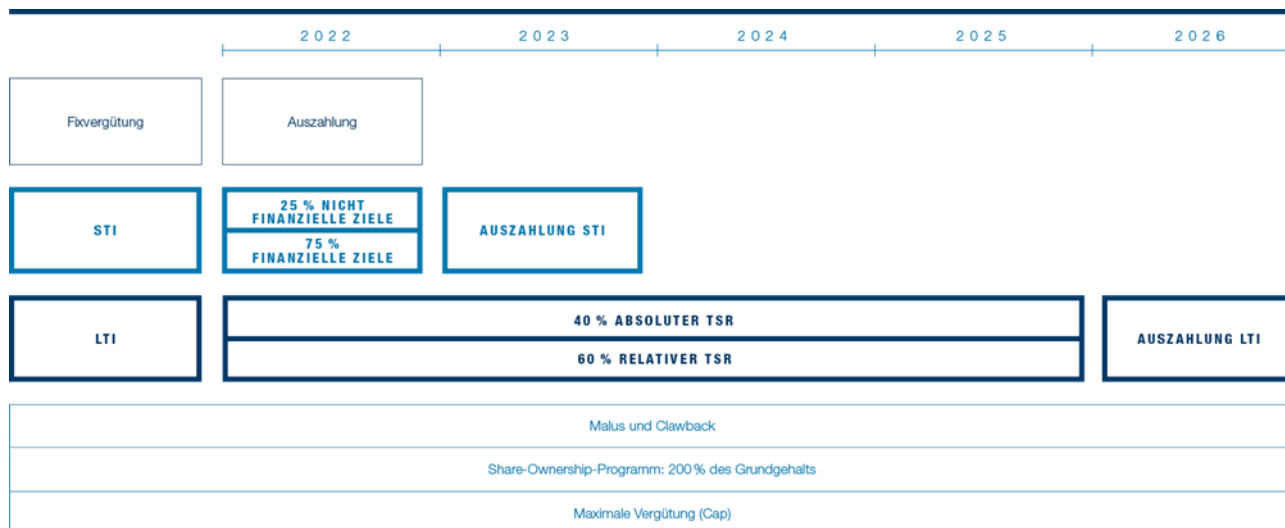 2022 2023 2024 2025 2026
Fixvergütung Auszahlung
STI
25 % NICHT
FINANZIELLE ZIELE
75 %
FINANZIELLE ZIELE
AUSZAHLUNG STI
LTI
40 % ABSOLUTER TSR
60 % RELATIVER TSR
AUSZAHLUNG LTI
Malus und Clawback
Share-Ownership-Programm: 200 % des Grundgehalts
Maximale Vergütung (Cap)